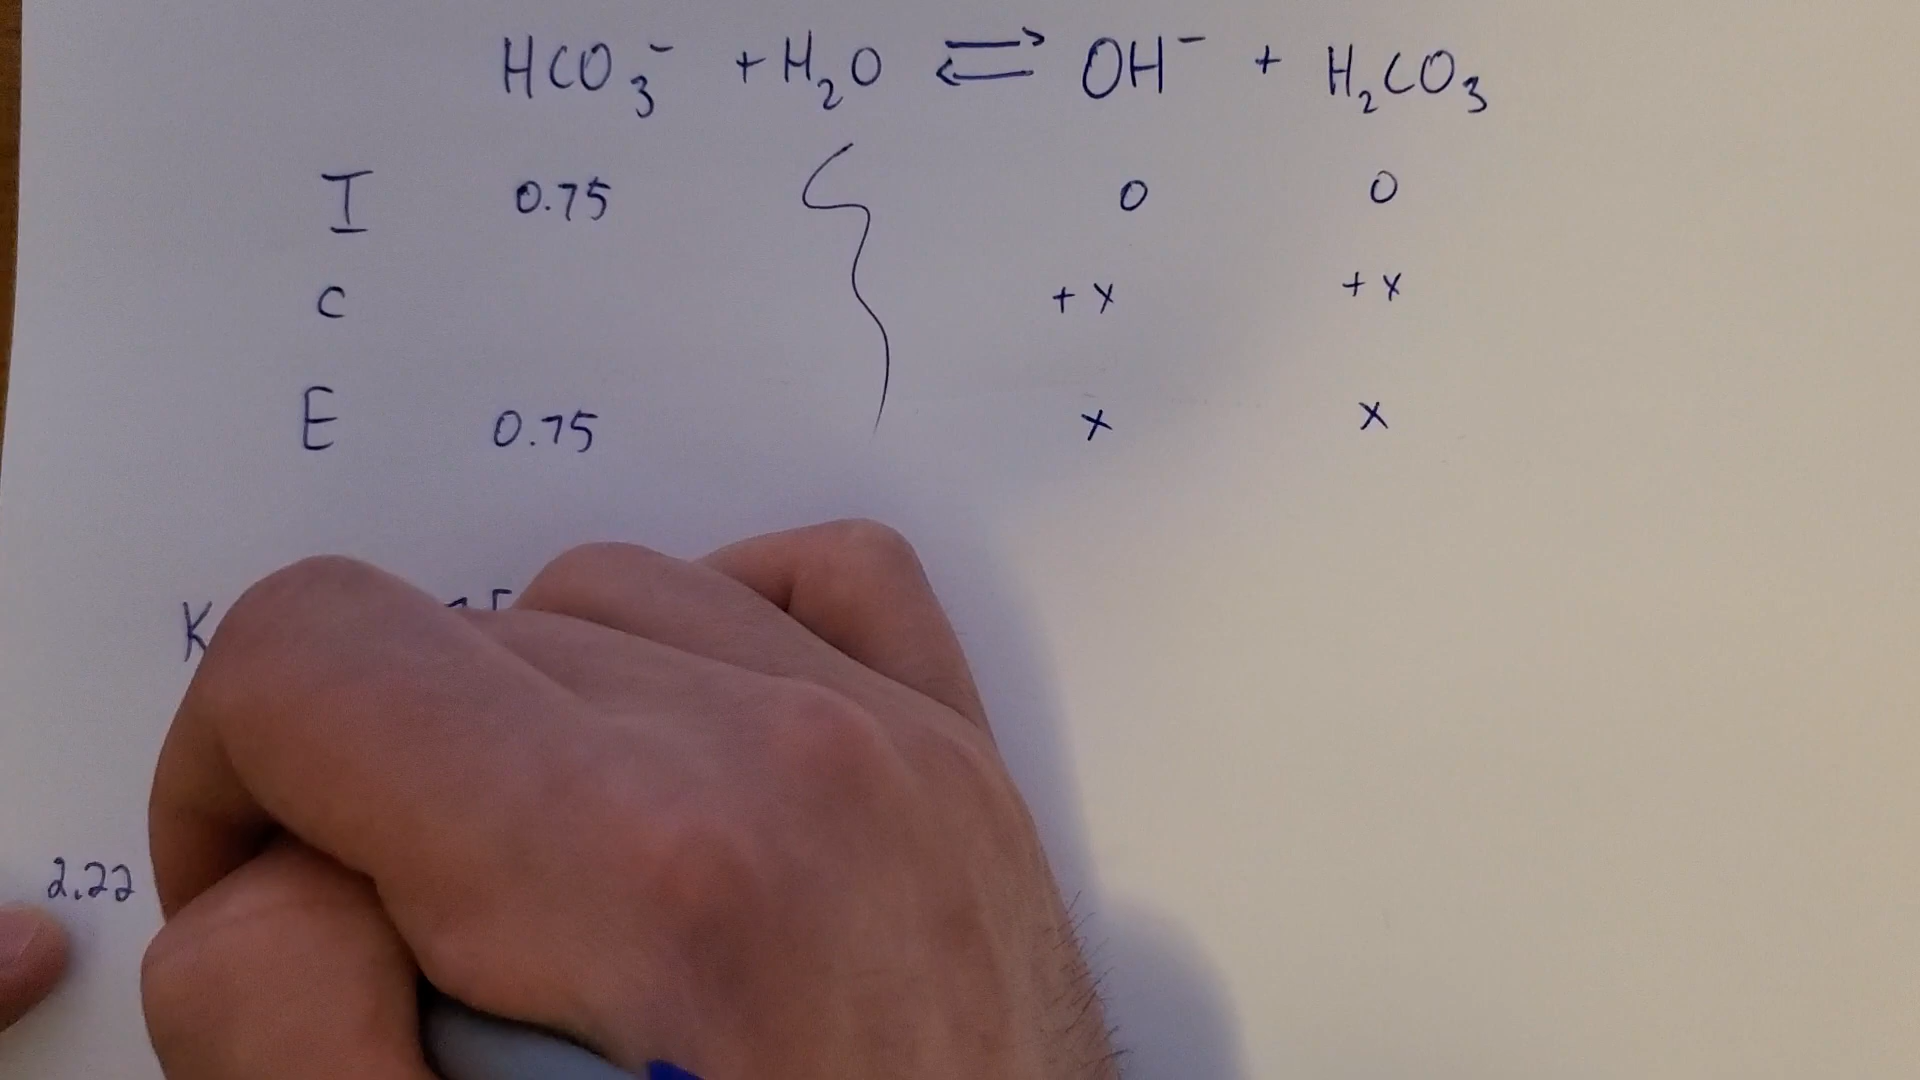 HCO₃⁻ + H₂O ⇌ OH⁻ + H₂CO₃
I 0.75 0 0
C +x +x
E 0.75 x x
K
2.22